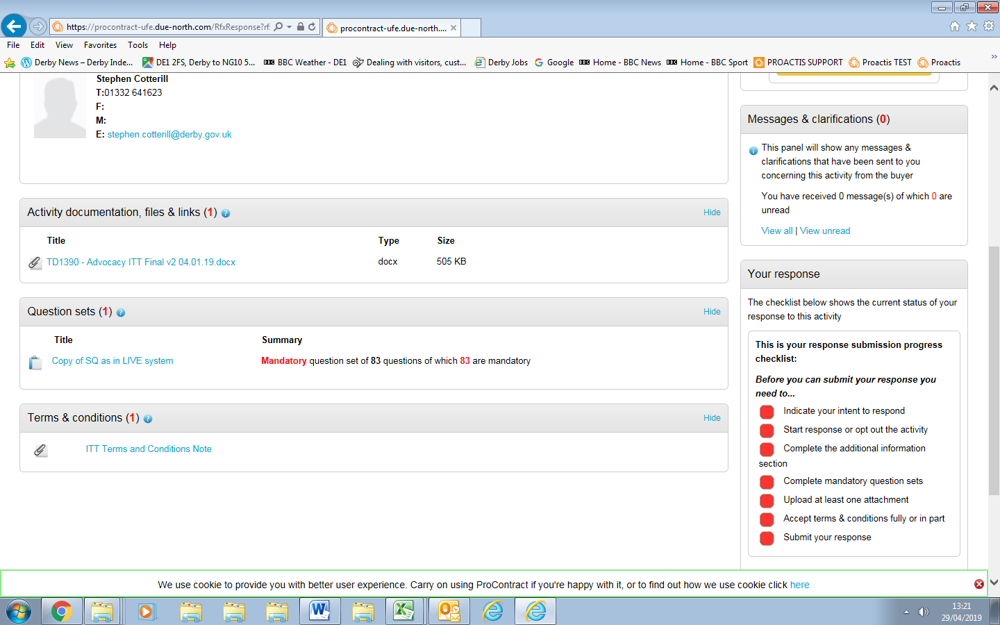 https://procontract-ufe.due-north.com/RfxResponse?rf:
procontract-ufe.due-north....
File Edit View Favorites Tools Help
Derby News – Derby Inde... DE1 2FS, Derby to NG10 5... BBC Weather - DE1 Dealing with visitors, cust... Derby Jobs Google Home - BBC News Home - BBC Sport PROACTIS SUPPORT Proactis TEST Proactis
Stephen Cotterill
T:01332 641623
F:
M:
E: stephen.cotterill@derby.gov.uk
Activity documentation, files & links (1) Hide
Title Type Size
TD1390 - Advocacy ITT Final v2 04.01.19.docx docx 505 KB
Question sets (1) Hide
Title Summary
Copy of SQ as in LIVE system Mandatory question set of 83 questions of which 83 are mandatory
Terms & conditions (1) Hide
ITT Terms and Conditions Note
Messages & clarifications (0)
This panel will show any messages &
clarifications that have been sent to you
concerning this activity from the buyer
You have received 0 message(s) of which 0 are
unread
View all | View unread
Your response
The checklist below shows the current status of your
response to this activity
This is your response submission progress
checklist:
Before you can submit your response you
need to...
Indicate your intent to respond
Start response or opt out the activity
Complete the additional information
section
Complete mandatory question sets
Upload at least one attachment
Accept terms & conditions fully or in part
Submit your response
We use cookie to provide you with better user experience. Carry on using ProContract if you're happy with it, or to find out how we use cookie click here
13:21
29/04/2019